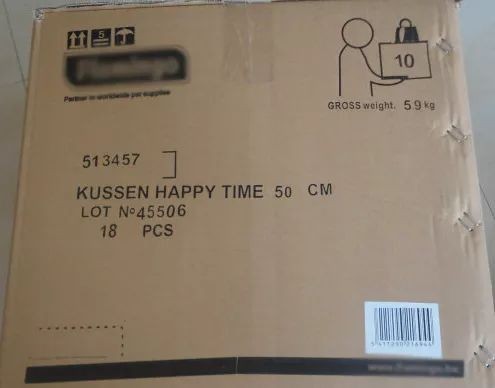 5
10
Partner to worldwide pet supplies
GROSS weight. 5.9 kg
513457
KUSSEN HAPPY TIME 50 CM
LOT Nº45506
18 PCS